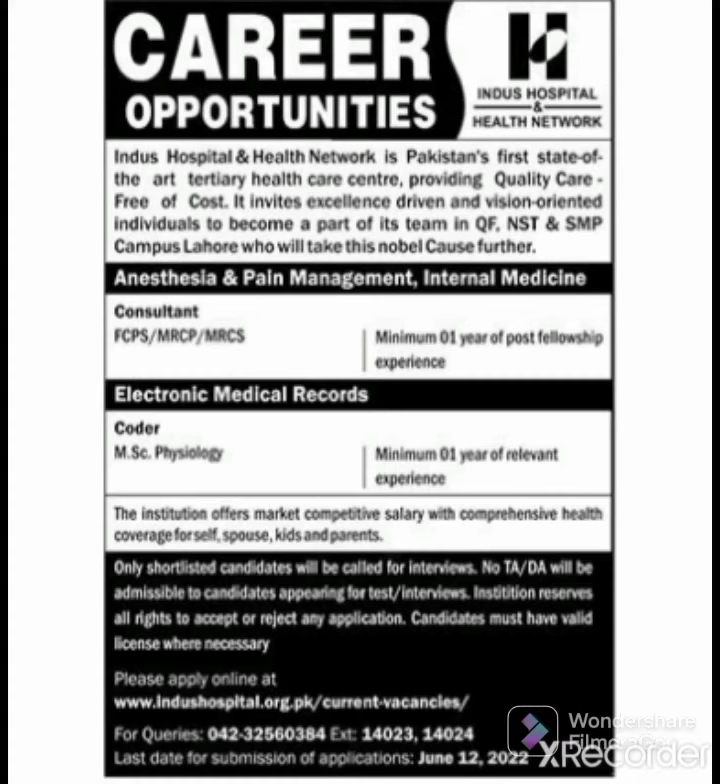 CAREER
OPPORTUNITIES
INDUS HOSPITAL
&
HEALTH NETWORK
Indus Hospital & Health Network is Pakistan's first state-of-
the art tertiary health care centre, providing Quality Care -
Free of Cost. It invites excellence driven and vision-oriented
individuals to become a part of its team in QF, NST & SMP
Campus Lahore who will take this nobel Cause further.
Anesthesia & Pain Management, Internal Medicine
Consultant
FCPS/MRCP/MRCS
Minimum 01 year of post fellowship
experience
Electronic Medical Records
Coder
M.Sc. Physiology
Minimum 01 year of relevant
experience
The institution offers market competitive salary with comprehensive health
coverage for self, spouse, kids and parents.
Only shortlisted candidates will be called for interviews. No TA/DA will be
admissible to candidates appearing for test/interviews. Institition reserves
all rights to accept or reject any application. Candidates must have valid
license where necessary
Please apply online at
www.indushospital.org.pk/current-vacancies/
For Queries: 042-32560384 Ext: 14023, 14024
Last date for submission of applications: June 12, 2022
Wondershare
XRecorder